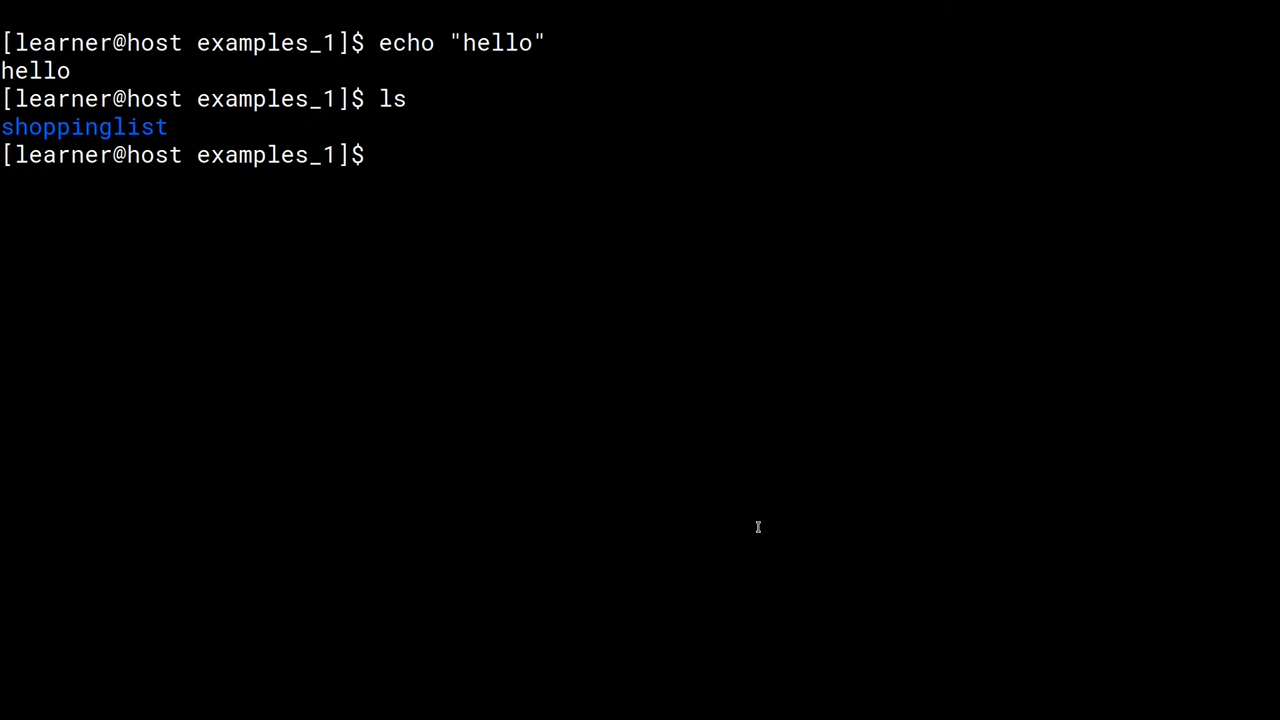 [learner@host examples_1]$ echo "hello"
hello
[learner@host examples_1]$ ls
shoppinglist
[learner@host examples_1]$